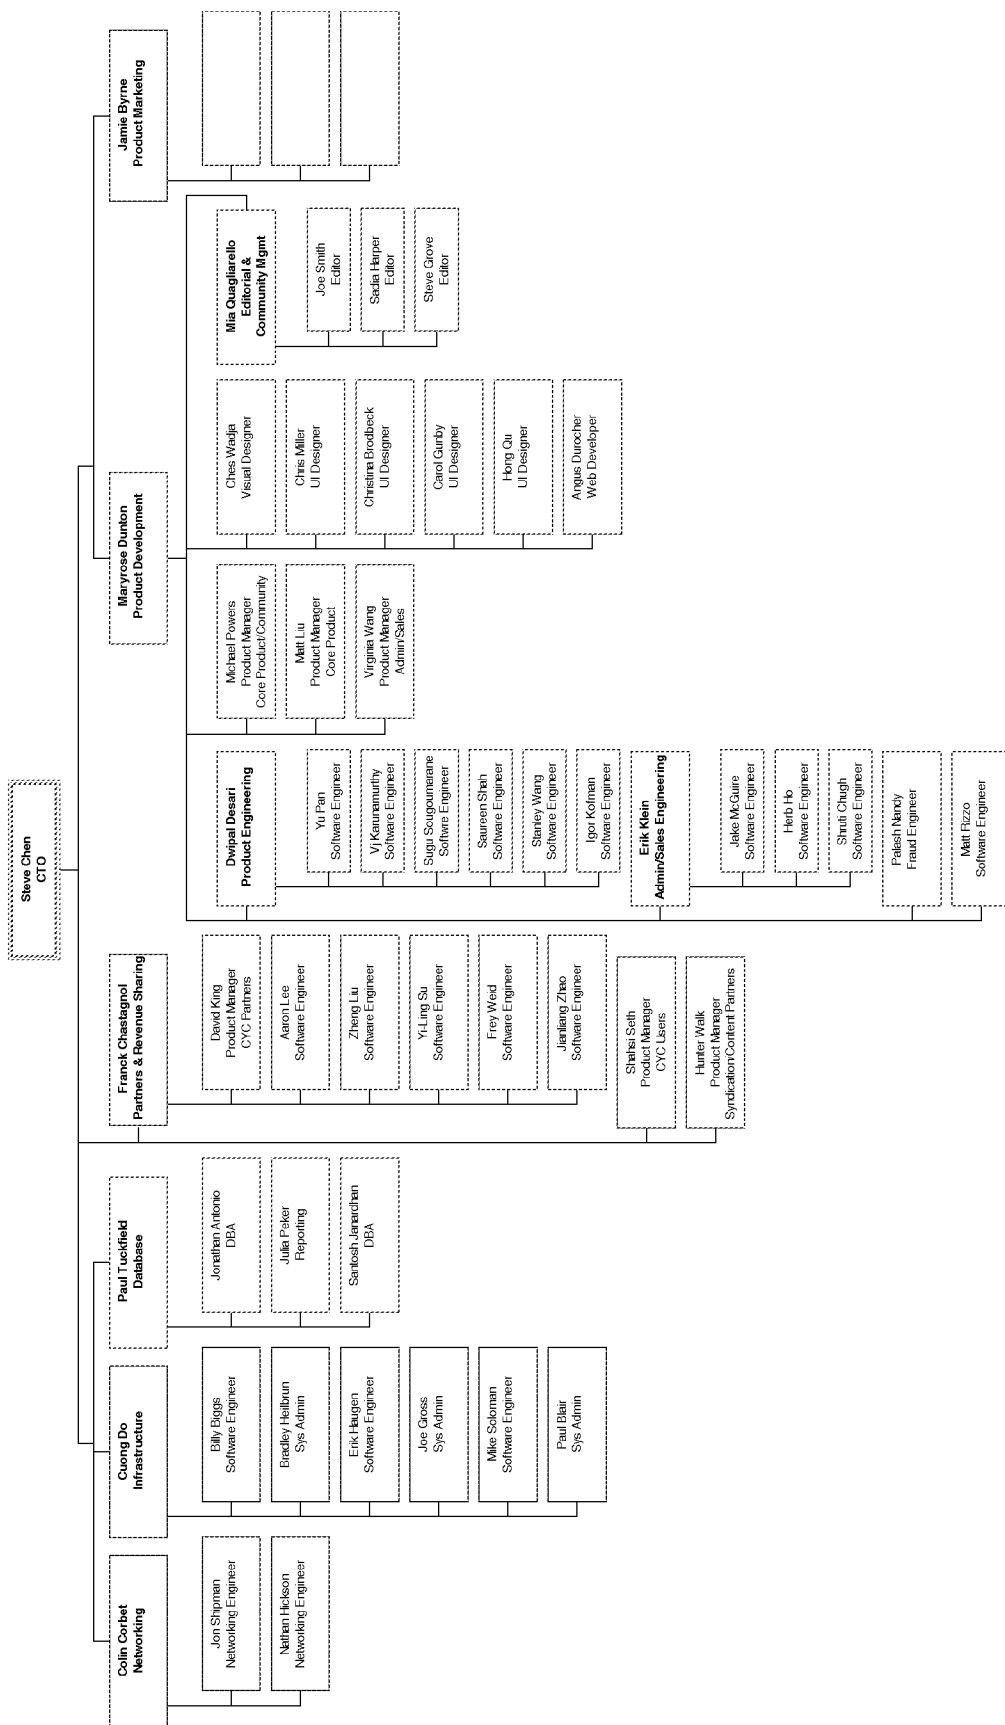 Steve Chen
CTO
Colin Corbet
Networking
Jon Shipman
Networking Engineer
Nathan Hickson
Networking Engineer
Cuong Do
Infrastructure
Billy Biggs
Software Engineer
Bradley Heilbrun
Sys Admin
Erik Haugen
Software Engineer
Joe Gross
Sys Admin
Mike Soloman
Software Engineer
Paul Blair
Sys Admin
Paul Tuckfield
Database
Jonathan Antonio
DBA
Julia Peker
Reporting
Santosh Janardhan
DBA
Franck Chastagnol
Partners & Revenue Sharing
David King
Product Manager
CYC Partners
Aaron Lee
Software Engineer
Zheng Liu
Software Engineer
Yi-Ling Su
Software Engineer
Frey Weid
Software Engineer
Jianliang Zhao
Software Engineer
Shahsi Seth
Product Manager
CYC Users
Hunter Walk
Product Manager
Syndication/Content Partners
Maryrose Dunton
Product Development
Dwipal Desari
Product Engineering
Yu Pan
Software Engineer
Vj Karunamurthy
Software Engineer
Sugu Sougoumarane
Softwre Engineer
Saureen Shah
Software Engineer
Stanley Wang
Software Engineer
Igor Kofman
Software Engineer
Erik Klein
Admin/Sales Engineering
Jake McGuire
Software Engineer
Herb Ho
Software Engineer
Shruti Chugh
Software Engineer
Palash Nandy
Fraud Engineer
Matt Rizzo
Software Engineer
Michael Powers
Product Manager
Core Product/Community
Matt Liu
Product Manager
Core Product
Virginia Wang
Product Manager
Admin/Sales
Ches Wadja
Visual Designer
Chris Miller
UI Designer
Christina Brodbeck
UI Designer
Carol Gunby
UI Designer
Hong Qu
UI Designer
Angus Durocher
Web Developer
Mia Quagliarello
Editorial &
Community Mgmt
Joe Smith
Editor
Sadia Harper
Editor
Steve Grove
Editor
Jamie Byrne
Product Marketing